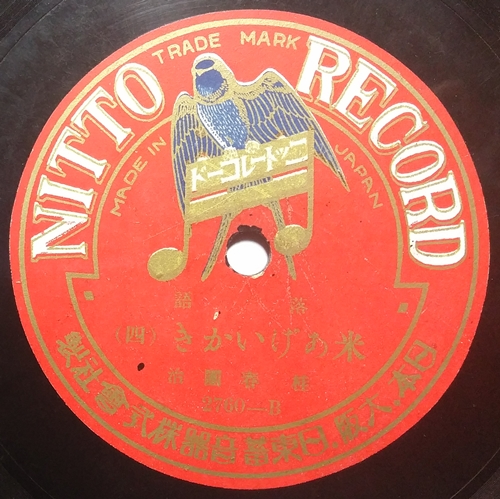 TRADE MARK
NITTO RECORD
MADE IN JAPAN
ニットーレコード
落語
米あげいかき (四)
桂春團治
2760-B
日本.大阪.日東蓄音器株式會社製